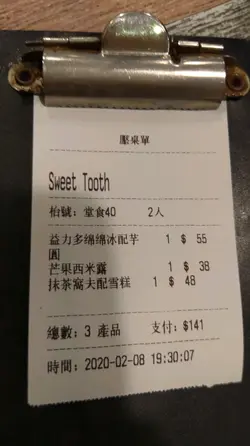 壓桌單
Sweet Tooth
枱號: 堂食40 2人
益力多綿綿冰配芋 1 $ 55
圓
芒果西米露 1 $ 38
抹茶窩夫配雪糕 1 $ 48
總數: 3 產品 支付: $141
時間: 2020-02-08 19:30:07